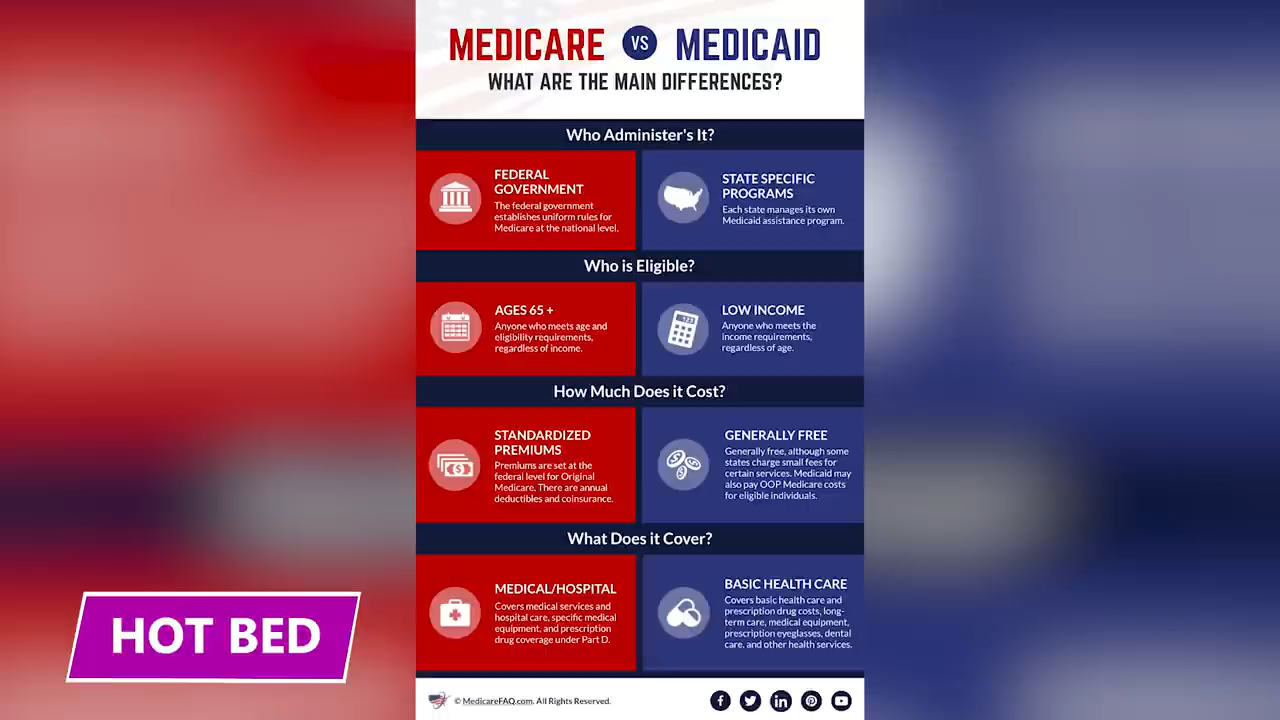 MEDICARE VS MEDICAID
WHAT ARE THE MAIN DIFFERENCES?
Who Administer's It?
FEDERAL
GOVERNMENT
The federal government
establishes uniform rules for
Medicare at the national level.
STATE SPECIFIC
PROGRAMS
Each state manages its own
Medicaid assistance program.
Who is Eligible?
AGES 65 +
Anyone who meets age and
eligibility requirements,
regardless of income.
123
LOW INCOME
Anyone who meets the
income requirements,
regardless of age.
How Much Does it Cost?
STANDARDIZED
PREMIUMS
Premiums are set at the
federal level for Original
Medicare. There are annual
deductibles and coinsurance.
GENERALLY FREE
Generally free, although some
states charge small fees for
certain services. Medicaid may
also pay OOP Medicare costs
for eligible individuals.
What Does it Cover?
MEDICAL/HOSPITAL
Covers medical services and
hospital care, specific medical
equipment, and prescription
drug coverage under Part D.
BASIC HEALTH CARE
Covers basic health care and
prescription drug costs, long-
term care, medical equipment,
prescription eyeglasses, dental
care, and other health services.
HOT BED
© MedicareFAQ.com. All Rights Reserved.